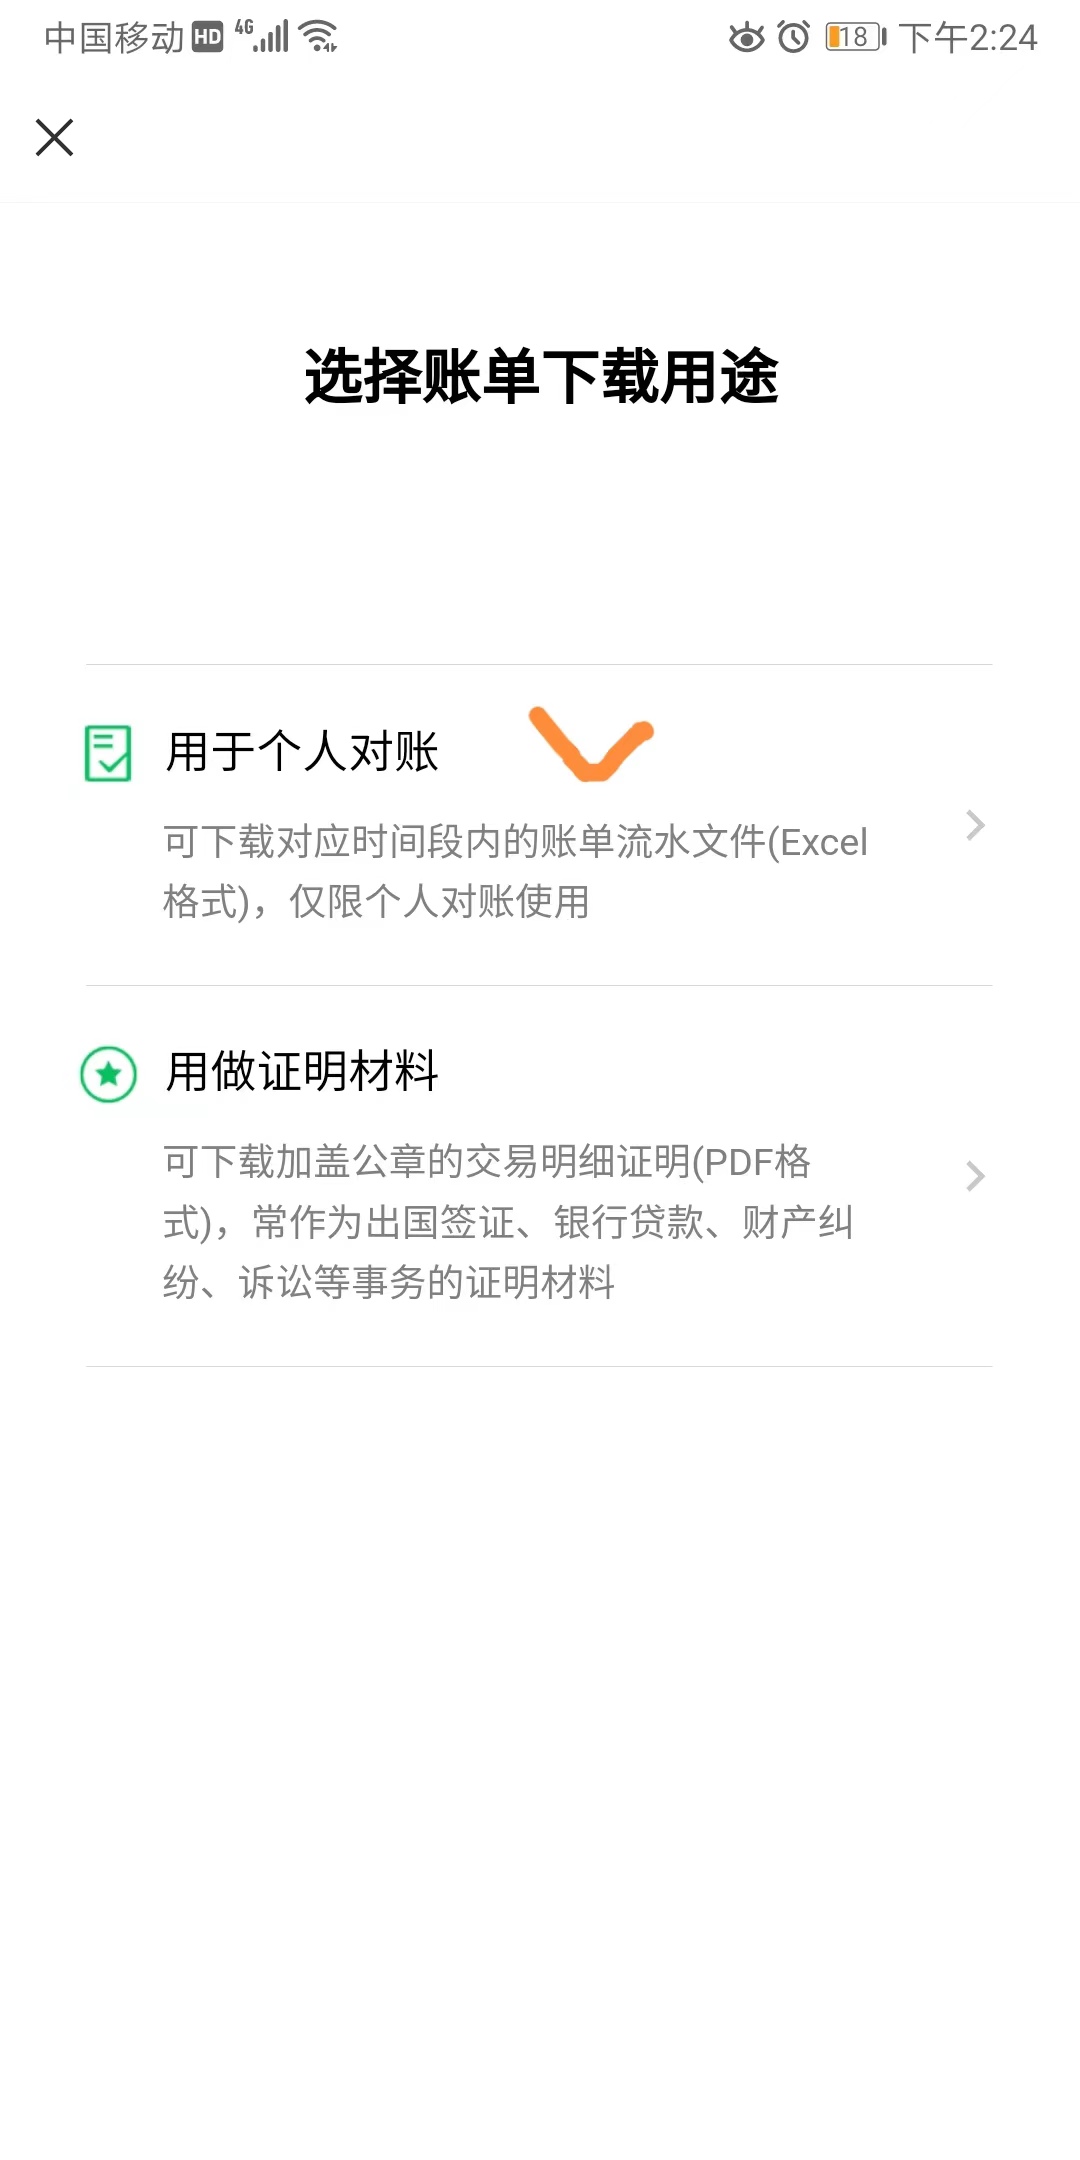 中国移动 HD 4G 18 下午2:24
选择账单下载用途
用于个人对账
可下载对应时间段内的账单流水文件(Excel
格式)，仅限个人对账使用
用做证明材料
可下载加盖公章的交易明细证明(PDF格
式)，常作为出国签证、银行贷款、财产纠
纷、诉讼等事务的证明材料